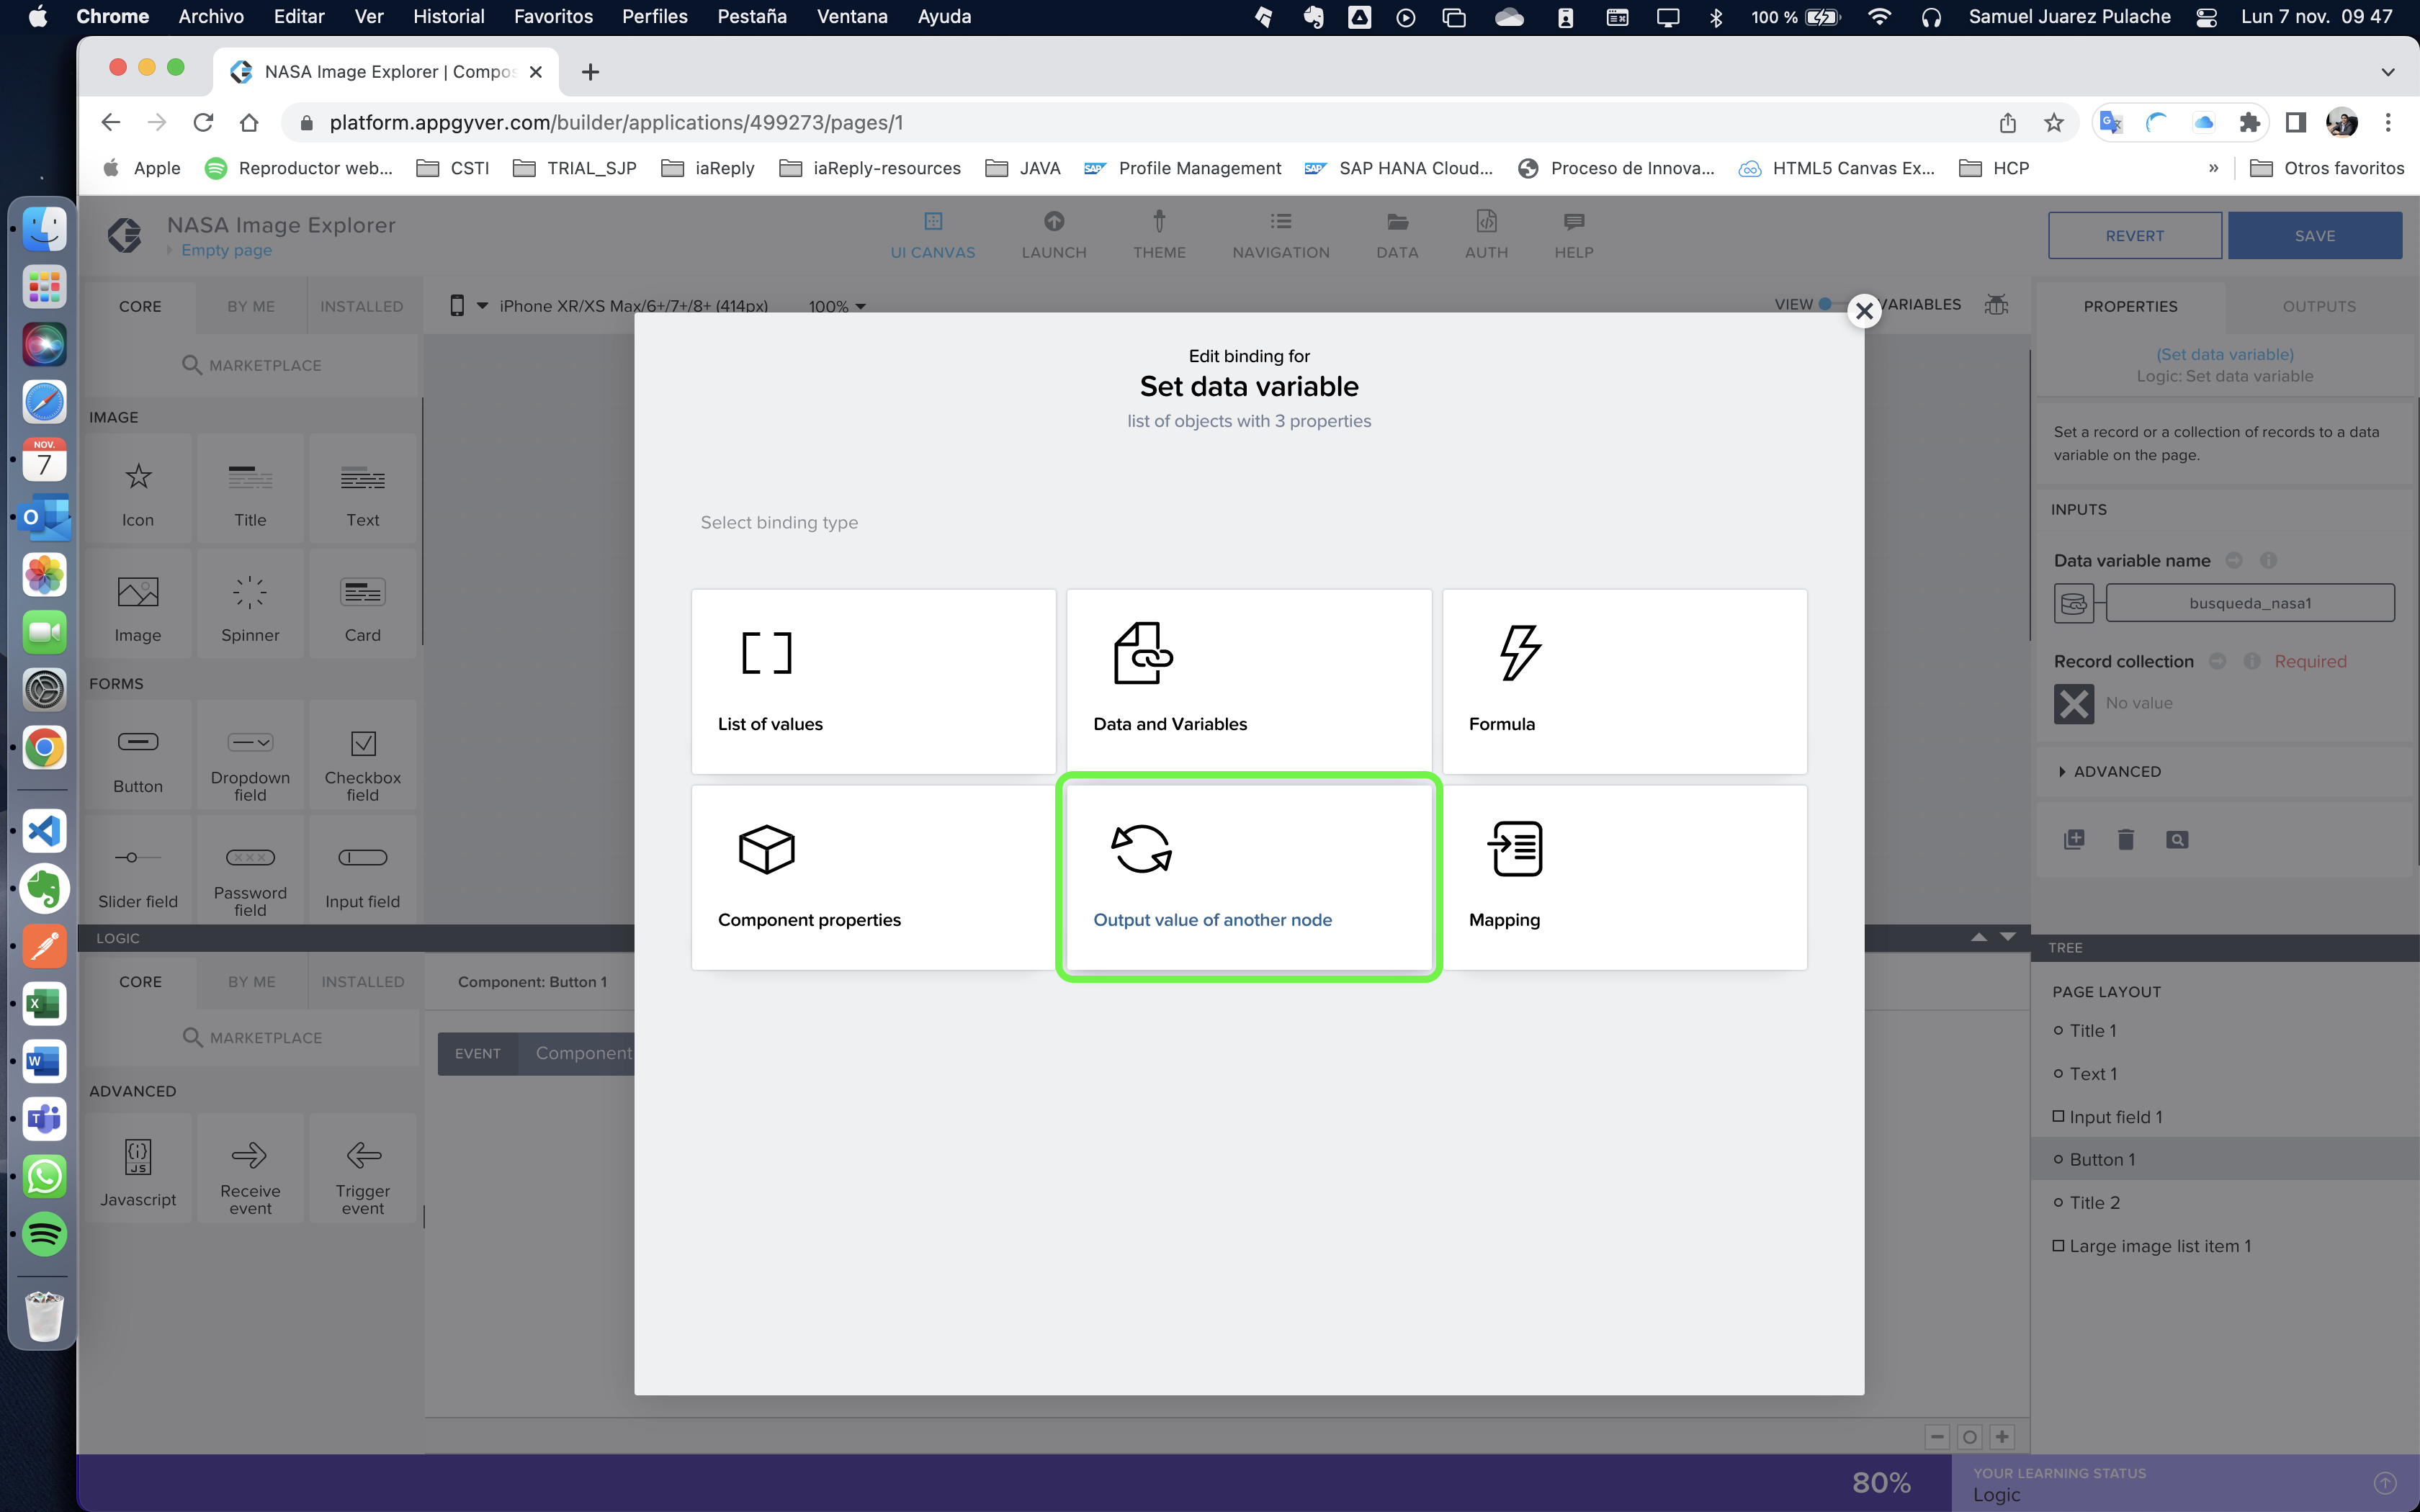 Chrome Archivo Editar Ver Historial Favoritos Perfiles Pestaña Ventana Ayuda 100 % Samuel Juarez Pulache Lun 7 nov. 09 47
NASA Image Explorer | Compos
platform.appgyver.com/builder/applications/499273/pages/1
Apple Reproductor web... CSTI TRIAL_SJP iaReply iaReply-resources JAVA SAP Profile Management SAP SAP HANA Cloud... Proceso de Innova... HTML5 Canvas Ex... HCP » Otros favoritos
NASA Image Explorer
Empty page
UI CANVAS LAUNCH THEME NAVIGATION DATA AUTH HELP
REVERT SAVE
CORE BY ME INSTALLED
iPhone XR/XS Max/6+/7+/8+ (414px) 100%
VIEW VARIABLES
PROPERTIES OUTPUTS
MARKETPLACE
IMAGE
Icon Title Text
Image Spinner Card
FORMS
Button Dropdown field Checkbox field
Slider field Password field Input field
Edit binding for
Set data variable
list of objects with 3 properties
Select binding type
List of values Data and Variables Formula
Component properties Output value of another node Mapping
(Set data variable)
Logic: Set data variable
Set a record or a collection of records to a data
variable on the page.
INPUTS
Data variable name
busqueda_nasa1
Record collection Required
No value
ADVANCED
LOGIC
CORE BY ME INSTALLED
Component: Button 1
MARKETPLACE
EVENT Component
ADVANCED
JS
Javascript Receive event Trigger event
TREE
PAGE LAYOUT
Title 1
Text 1
Input field 1
Button 1
Title 2
Large image list item 1
80%
YOUR LEARNING STATUS
Logic
NOV.
7